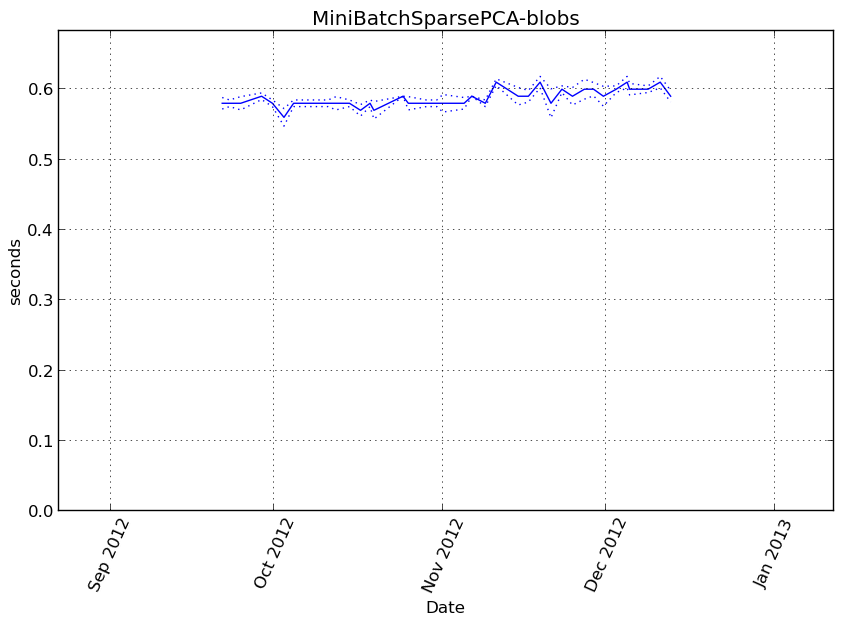 MiniBatchSparsePCA-blobs
0.6
0.5
0.4
0.3
0.2
0.1
0.0
seconds
Sep 2012
Oct 2012
Nov 2012
Dec 2012
Jan 2013
Date